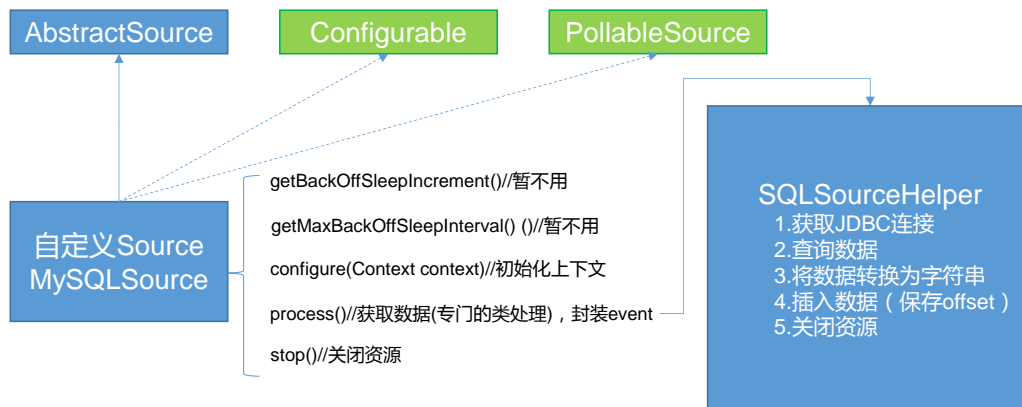 AbstractSource
Configurable
PollableSource
自定义Source
MySQLSource
getBackOffSleepIncrement()//暂不用
getMaxBackOffSleepInterval() ()//暂不用
configure(Context context)//初始化上下文
process()//获取数据(专门的类处理)，封装event
stop()//关闭资源
SQLSourceHelper
1.获取JDBC连接
2.查询数据
3.将数据转换为字符串
4.插入数据（保存offset）
5.关闭资源